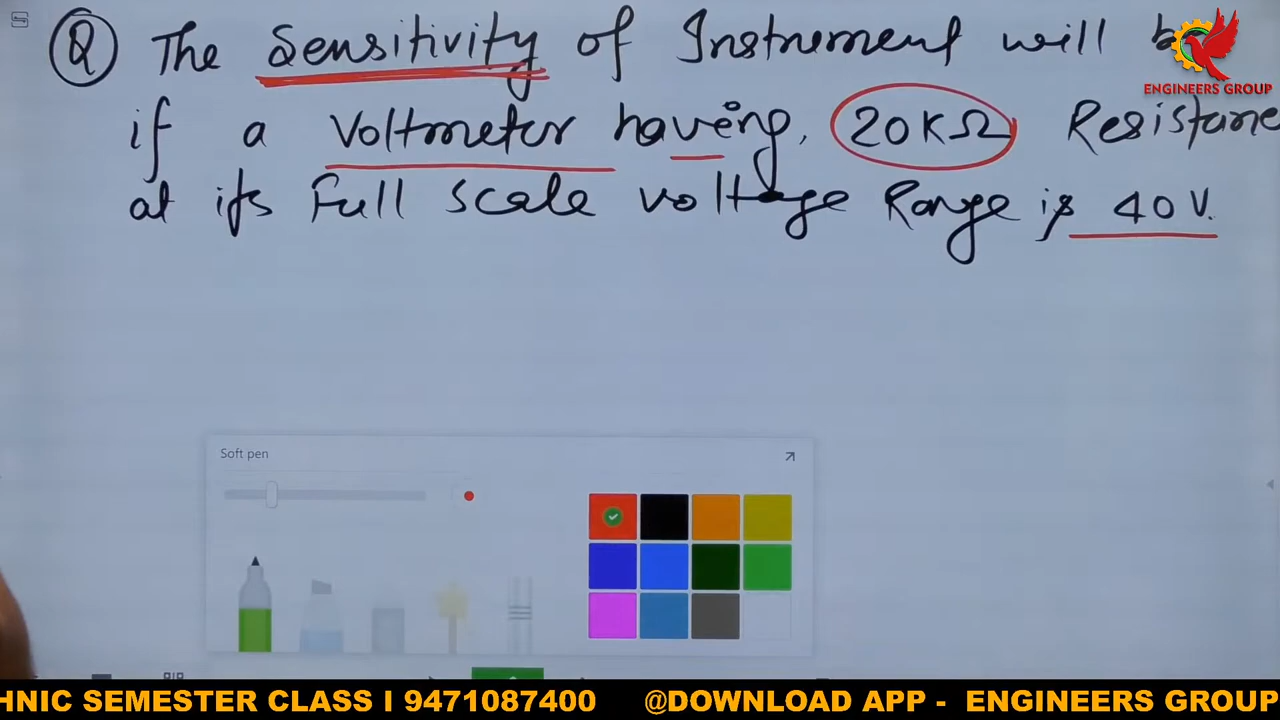 Q The Sensitivity of Instrument will b
ENGINEERS GROUP
if a Voltmeter having, 20KΩ Resistane
at its Full Scale voltage Range is 40V.
Soft pen
HNIC SEMESTER CLASS I 9471087400 @DOWNLOAD APP - ENGINEERS GROUP